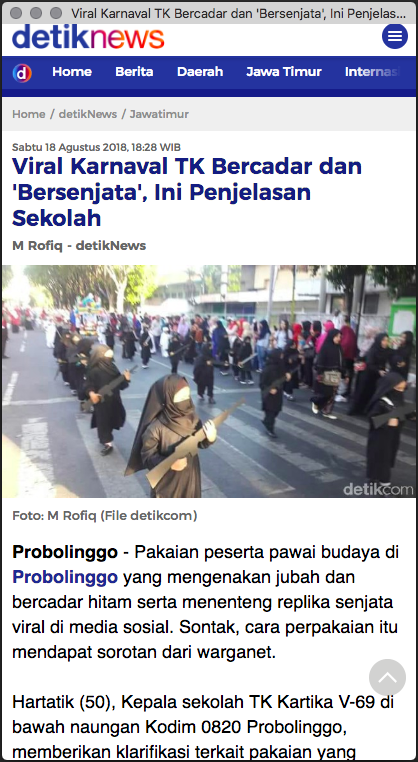 Viral Karnaval TK Bercadar dan 'Bersenjata', Ini Penjelas...
detiknews
d
Home Berita Daerah Jawa Timur Internas
Home / detikNews / Jawatimur
Sabtu 18 Agustus 2018, 18:28 WIB
Viral Karnaval TK Bercadar dan
'Bersenjata', Ini Penjelasan
Sekolah
M Rofiq - detikNews
detikcom
Foto: M Rofiq (File detikcom)
Probolinggo - Pakaian peserta pawai budaya di
Probolinggo yang mengenakan jubah dan
bercadar hitam serta menenteng replika senjata
viral di media sosial. Sontak, cara perpakaian itu
mendapat sorotan dari warganet.
Hartatik (50), Kepala sekolah TK Kartika V-69 di
bawah naungan Kodim 0820 Probolinggo,
memberikan klarifikasi terkait pakaian yang